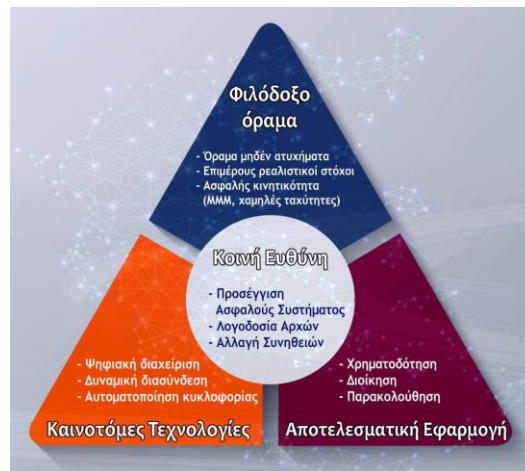 Φιλόδοξο
όραμα
- Όραμα μηδέν ατυχήματα
- Επιμέρους ρεαλιστικοί στόχοι
- Ασφαλής κινητικότητα
(ΜΜΜ, χαμηλές ταχύτητες)
Κοινή Ευθύνη
- Προσέγγιση
Ασφαλούς Συστήματος
- Λογοδοσία Αρχών
- Αλλαγή Συνηθειών
- Ψηφιακή διαχείριση
- Δυναμική διασύνδεση
- Αυτοματοποίηση κυκλοφορίας
Καινοτόμες Τεχνολογίες
- Χρηματοδότηση
- Διοίκηση
- Παρακολούθηση
Αποτελεσματική Εφαρμογή